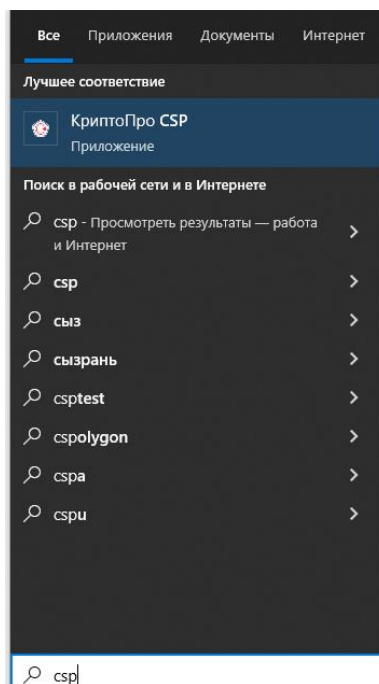 Все Приложения Документы Интернет
Лучшее соответствие
КриптоПро CSP
Приложение
Поиск в рабочей сети и в Интернете
csp - Просмотреть результаты — работа
и Интернет
csp
сыз
сызрань
csptest
cspolygon
cspa
cspu
csp